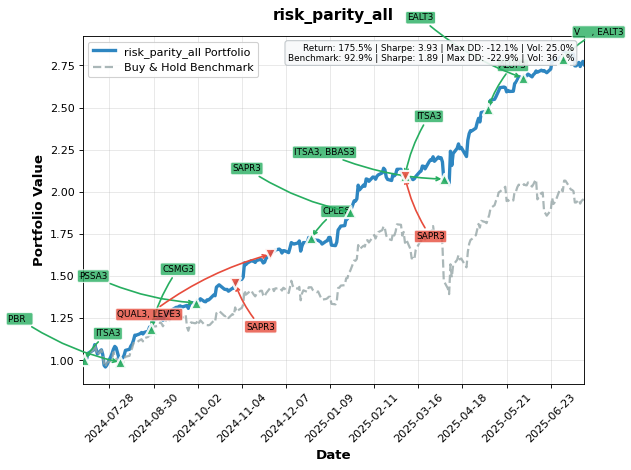 risk_parity_all
EALT3
V , EALT3
risk_parity_all Portfolio
Buy & Hold Benchmark
Return: 175.5% | Sharpe: 3.93 | Max DD: -12.1% | Vol: 25.0%
Benchmark: 92.9% | Sharpe: 1.89 | Max DD: -22.9% | Vol: 36. %
ITSA3
ITSA3, BBAS3
SAPR3
SAPR3
CSMG3
PSSA3
QUAL3, LEVE3
SAPR3
PBR
ITSA3
Portfolio Value
2.75
2.50
2.25
2.00
1.75
1.50
1.25
1.00
2024-07-28
2024-08-30
2024-10-02
2024-11-04
2024-12-07
2025-01-09
2025-02-11
2025-03-16
2025-04-18
2025-05-21
2025-06-23
Date